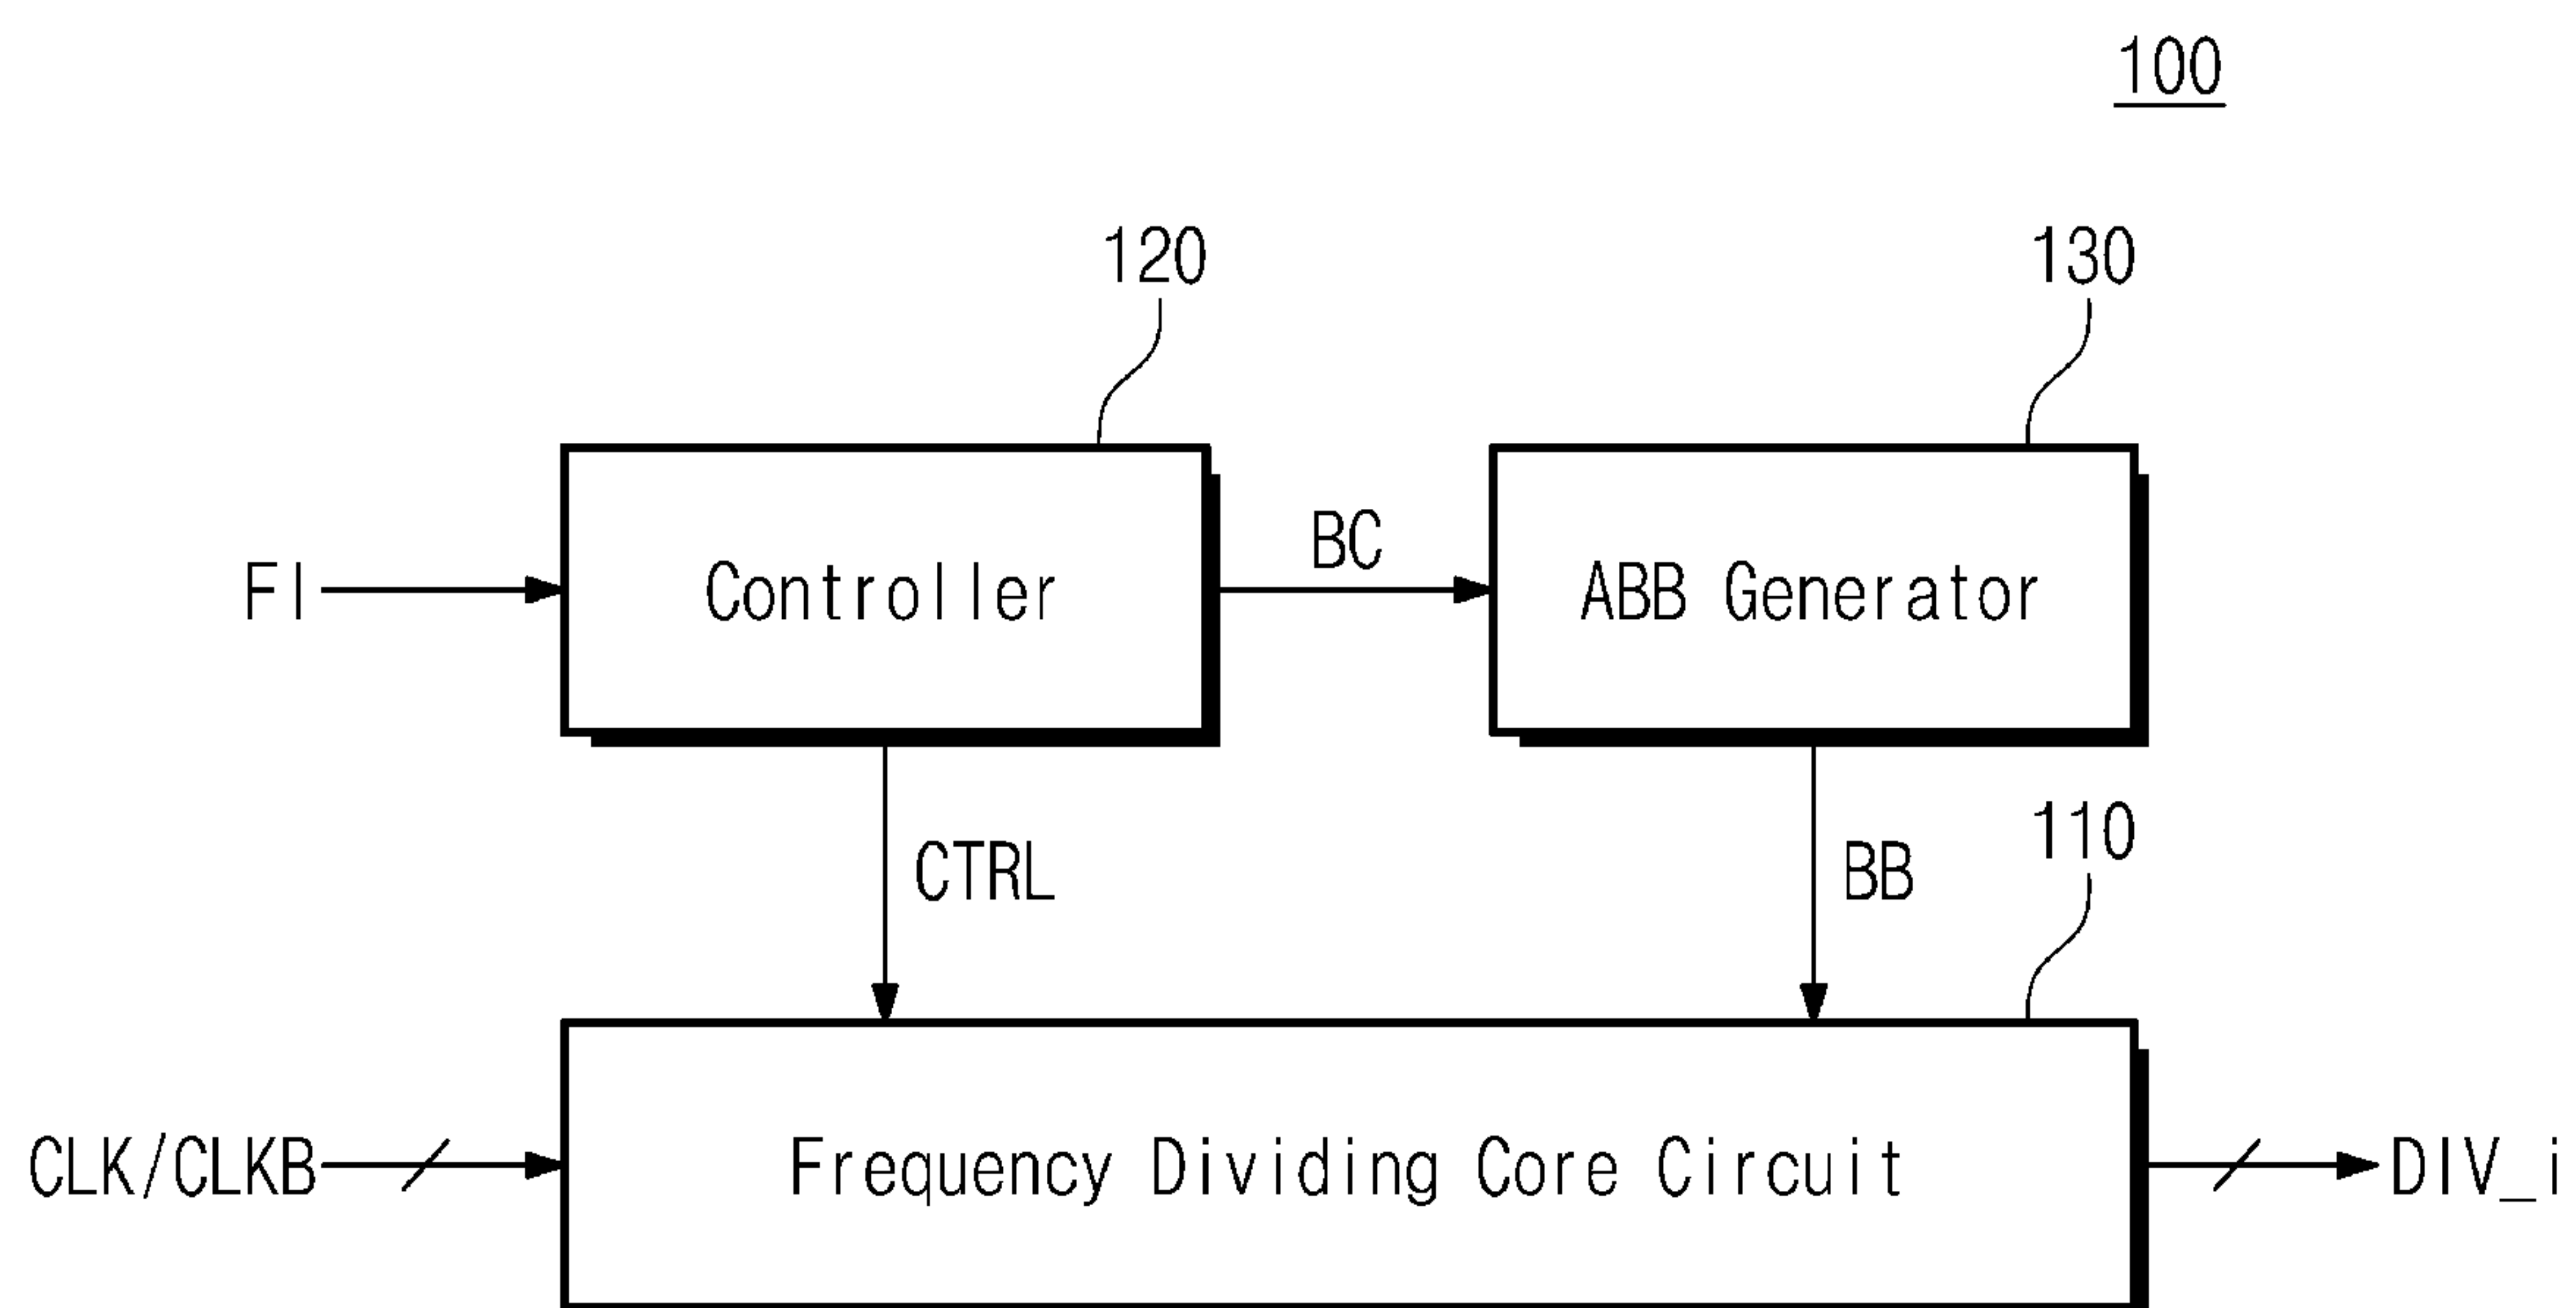 100
120
130
FI
Controller
BC
ABB Generator
CTRL
BB
110
CLK/CLKB
Frequency Dividing Core Circuit
DIV_i